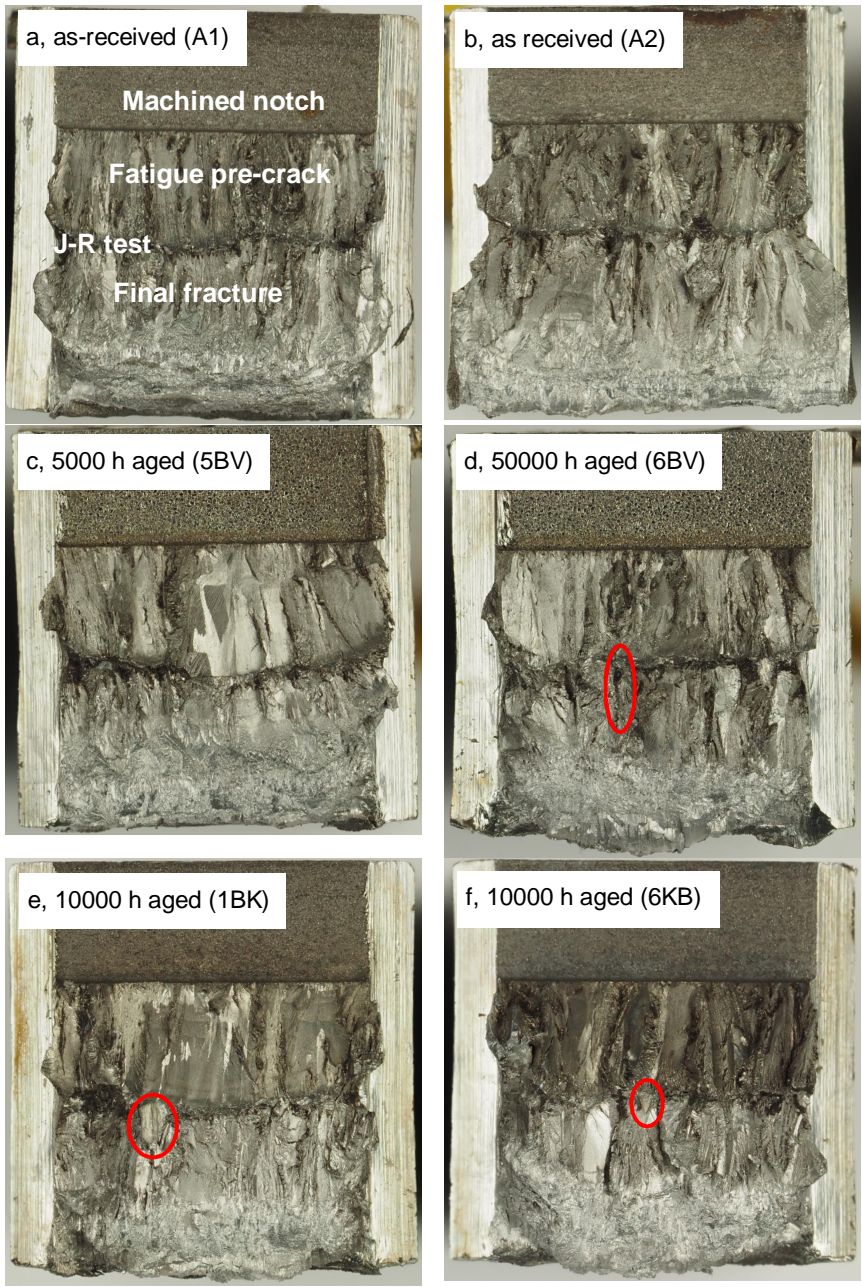 a, as-received (A1)
b, as received (A2)
Machined notch
Fatigue pre-crack
J-R test
Final fracture
c, 5000 h aged (5BV)
d, 50000 h aged (6BV)
e, 10000 h aged (1BK)
f, 10000 h aged (6KB)